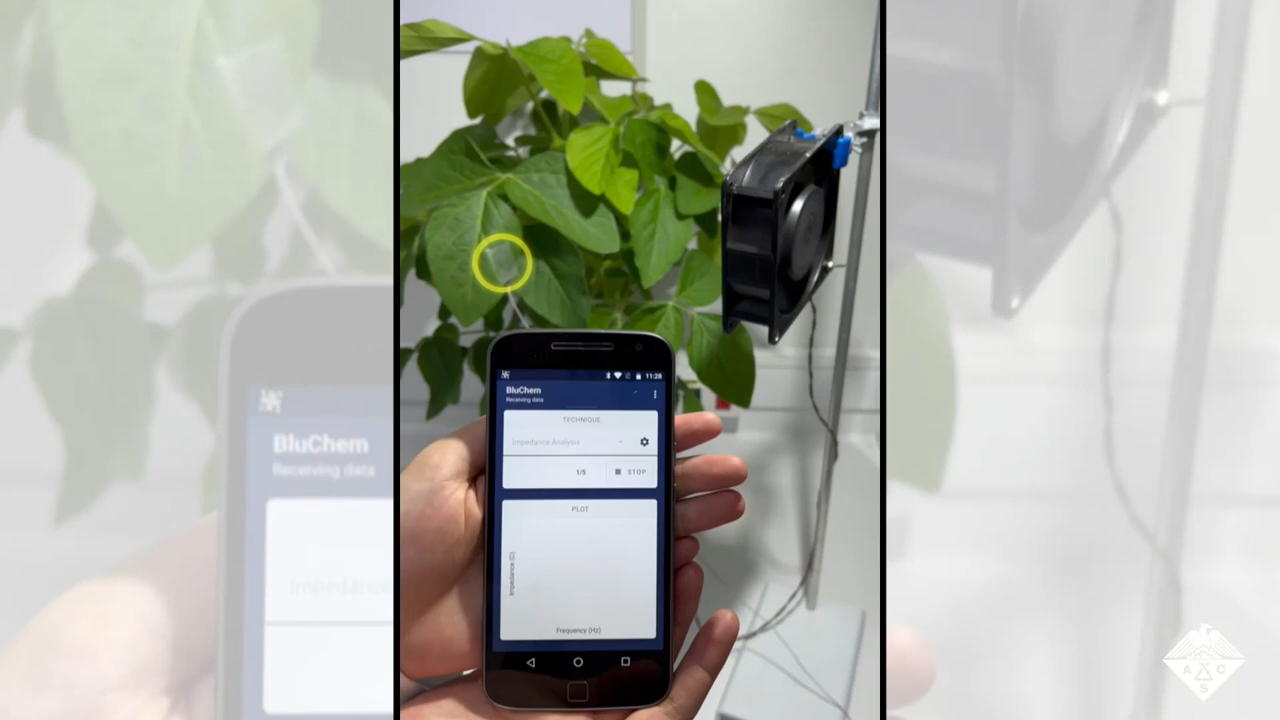 11:28
BluChem
Receiving data
TECHNIQUE
Impedance Analysis
1/5
STOP
PLOT
Impedance (Ω)
Frequency (Hz)
BluChem
Receiving data
Impedance
A C
S